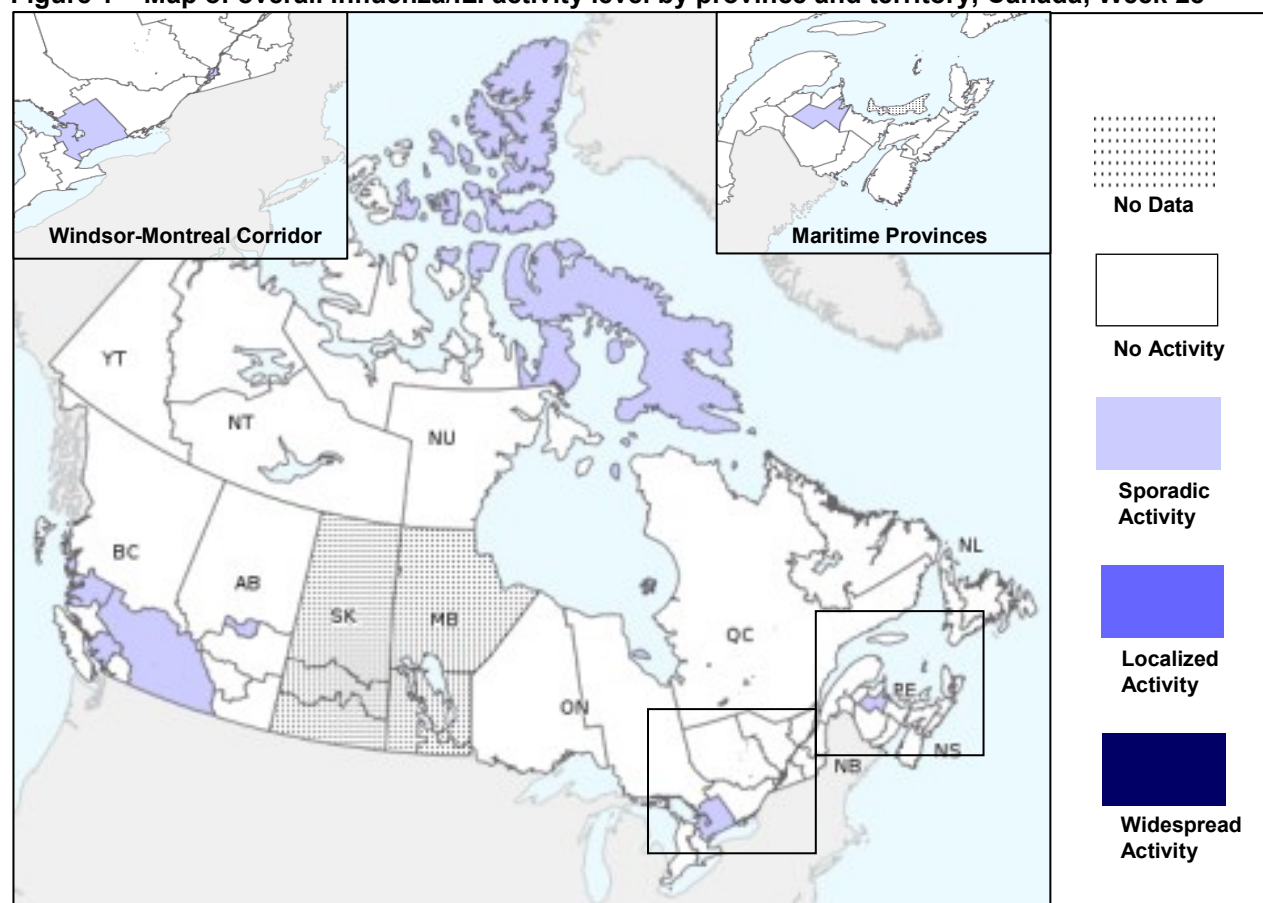 Windsor-Montreal Corridor
Maritime Provinces
No Data
No Activity
Sporadic
Activity
Localized
Activity
Widespread
Activity
YT
NT
NU
BC
AB
SK
MB
ON
QC
NL
PE
NB
NS